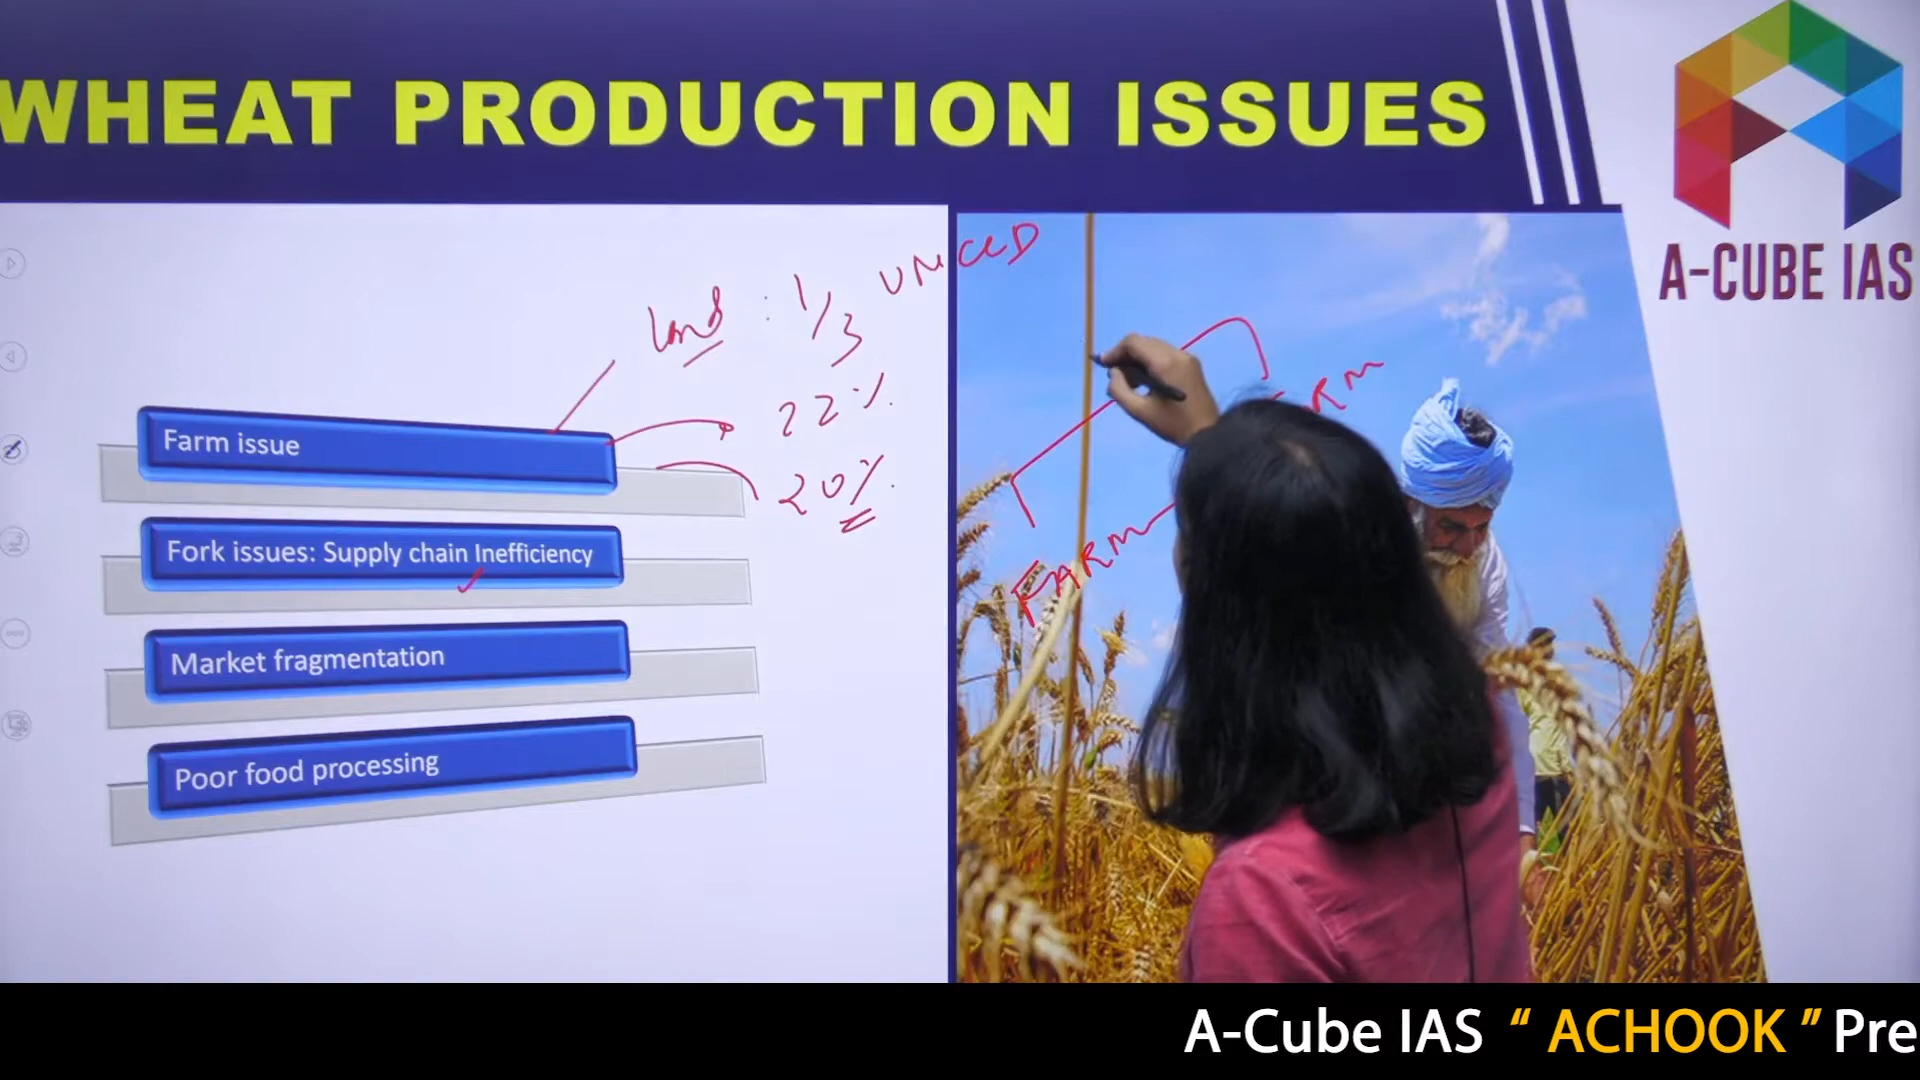 WHEAT PRODUCTION ISSUES
A-CUBE IAS
Land : 1/3 UNCCD
22%
20%
Farm issue
Fork issues: Supply chain Inefficiency
Market fragmentation
Poor food processing
FARM
A-Cube IAS “ ACHOOK ” Pre